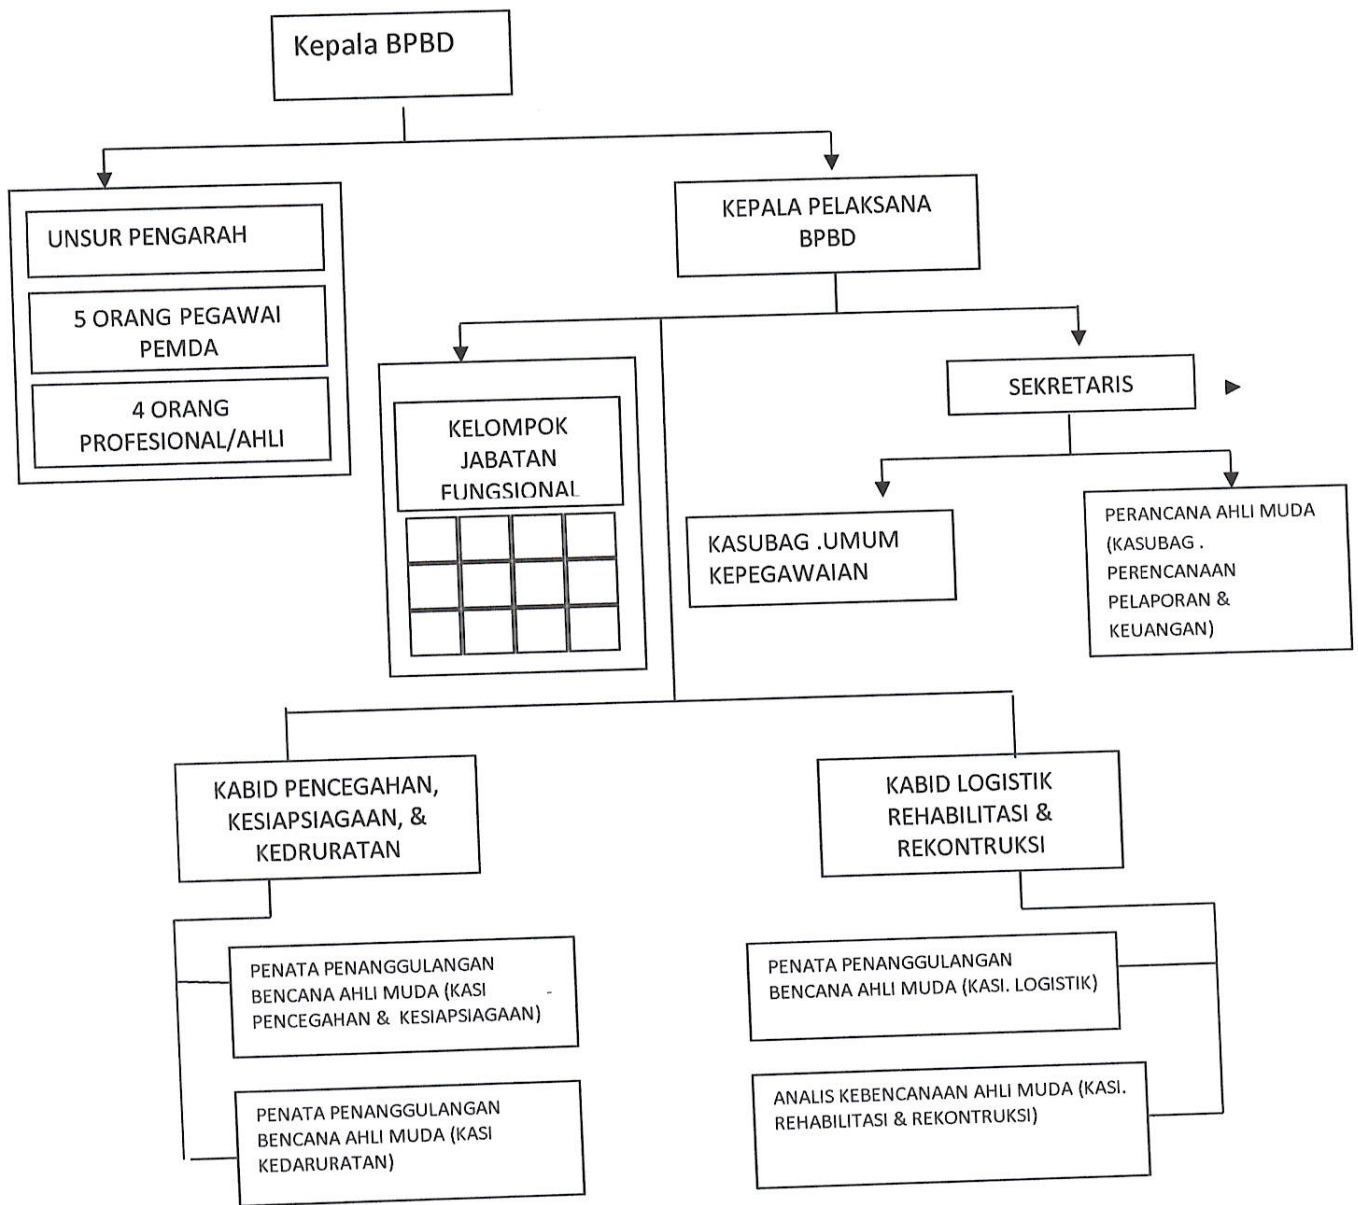 Kepala BPBD
UNSUR PENGARAH
5 ORANG PEGAWAI
PEMDA
4 ORANG
PROFESIONAL/AHLI
KEPALA PELAKSANA
BPBD
KELOMPOK
JABATAN
FUNGSIONAL
SEKRETARIS
KASUBAG .UMUM
KEPEGAWAIAN
PERANCANA AHLI MUDA
(KASUBAG .
PERENCANAAN
PELAPORAN &
KEUANGAN)
KABID PENCEGAHAN,
KESIAPSIAGAAN, &
KEDRURATAN
KABID LOGISTIK
REHABILITASI &
REKONTRUKSI
PENATA PENANGGULANGAN
BENCANA AHLI MUDA (KASI
PENCEGAHAN & KESIAPSIAGAAN)
PENATA PENANGGULANGAN
BENCANA AHLI MUDA (KASI
KEDARURATAN)
PENATA PENANGGULANGAN
BENCANA AHLI MUDA (KASI. LOGISTIK)
ANALIS KEBENCANAAN AHLI MUDA (KASI.
REHABILITASI & REKONTRUKSI)